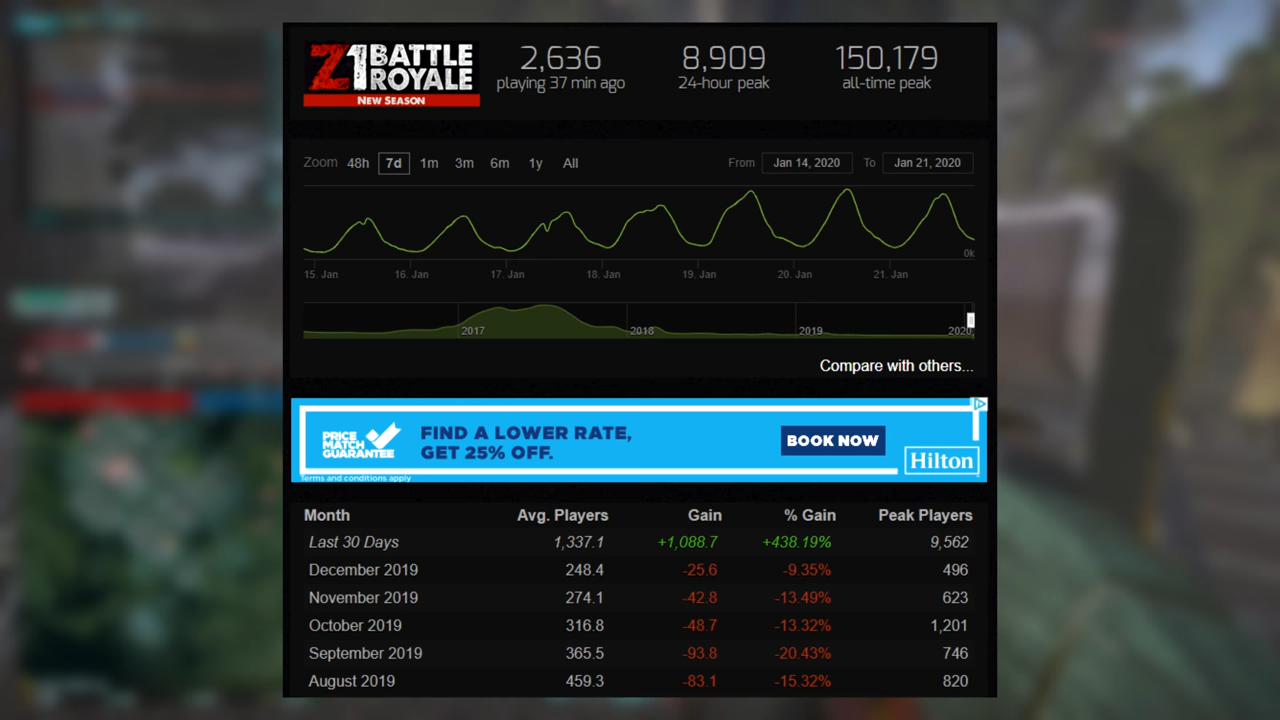 Z1 BATTLE ROYALE
NEW SEASON
2,636
playing 37 min ago
8,909
24-hour peak
150,179
all-time peak
Zoom 48h 7d 1m 3m 6m 1y All
From Jan 14, 2020 To Jan 21, 2020
0k
15. Jan 16. Jan 17. Jan 18. Jan 19. Jan 20. Jan 21. Jan
2017 2018 2019 2020
Compare with others...
PRICE MATCH GUARANTEE
FIND A LOWER RATE,
GET 25% OFF.
BOOK NOW
Hilton
Terms and conditions apply
Month Avg. Players Gain % Gain Peak Players
Last 30 Days 1,337.1 +1,088.7 +438.19% 9,562
December 2019 248.4 -25.6 -9.35% 496
November 2019 274.1 -42.8 -13.49% 623
October 2019 316.8 -48.7 -13.32% 1,201
September 2019 365.5 -93.8 -20.43% 746
August 2019 459.3 -83.1 -15.32% 820